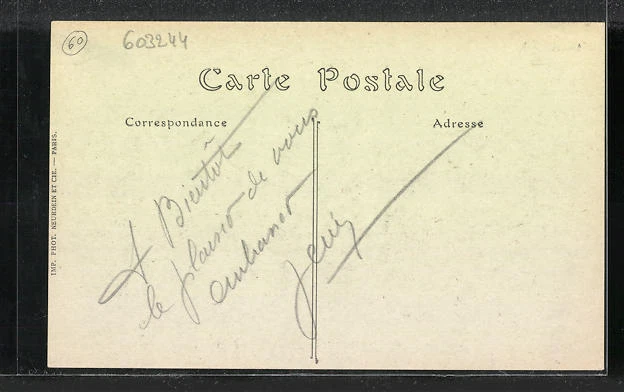 60
603244
Carte Postale
Correspondance
Adresse
IMP. PHOT. NEURDEIN ET CIE. — PARIS.
A Bientôt
le plaisir de vous
embrasser